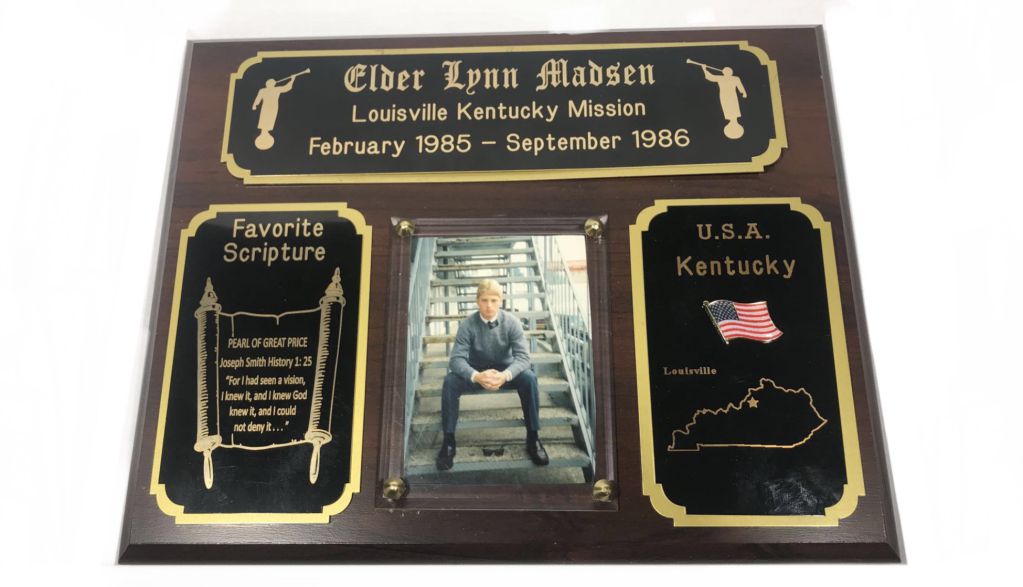 Elder Lynn Madsen
Louisville Kentucky Mission
February 1985 – September 1986
Favorite
Scripture
PEARL OF GREAT PRICE
Joseph Smith History 1: 25
"For I had seen a vision,
I knew it, and I knew God
knew it, and I could
not deny it . . ."
U.S.A.
Kentucky
Louisville